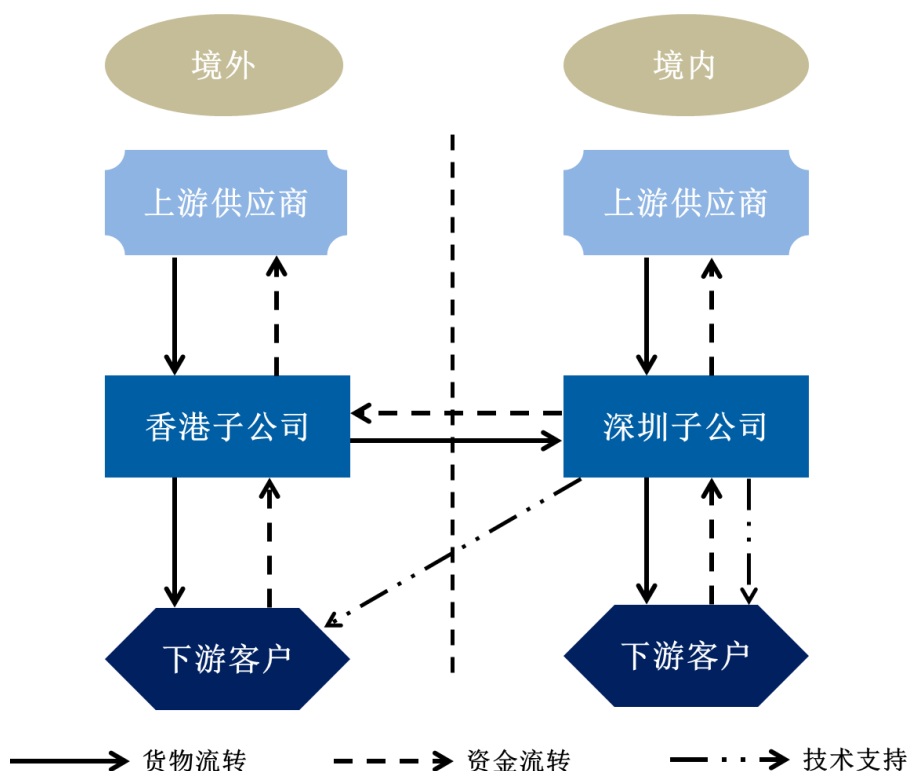 境外
境内
上游供应商
上游供应商
香港子公司
深圳子公司
下游客户
下游客户
货物流转
资金流转
技术支持